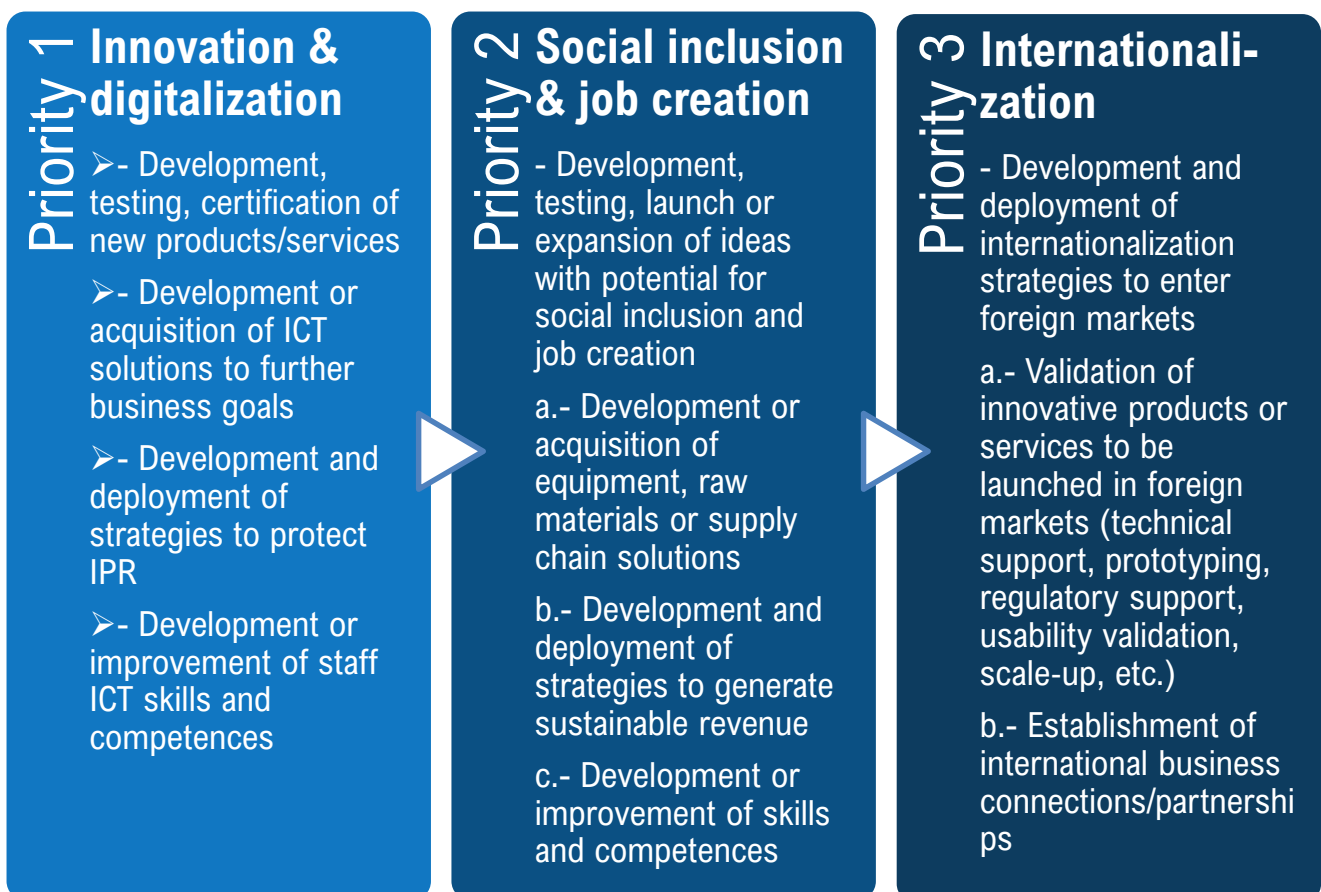 Priority 1
Innovation &
digitalization
➢- Development,
testing, certification of
new products/services
➢- Development or
acquisition of ICT
solutions to further
business goals
➢- Development and
deployment of
strategies to protect
IPR
➢- Development or
improvement of staff
ICT skills and
competences
Priority 2
Social inclusion
& job creation
- Development,
testing, launch or
expansion of ideas
with potential for
social inclusion and
job creation
a.- Development or
acquisition of
equipment, raw
materials or supply
chain solutions
b.- Development and
deployment of
strategies to generate
sustainable revenue
c.- Development or
improvement of skills
and competences
Priority 3
Internationali-
zation
- Development and
deployment of
internationalization
strategies to enter
foreign markets
a.- Validation of
innovative products or
services to be
launched in foreign
markets (technical
support, prototyping,
regulatory support,
usability validation,
scale-up, etc.)
b.- Establishment of
international business
connections/partnershi
ps